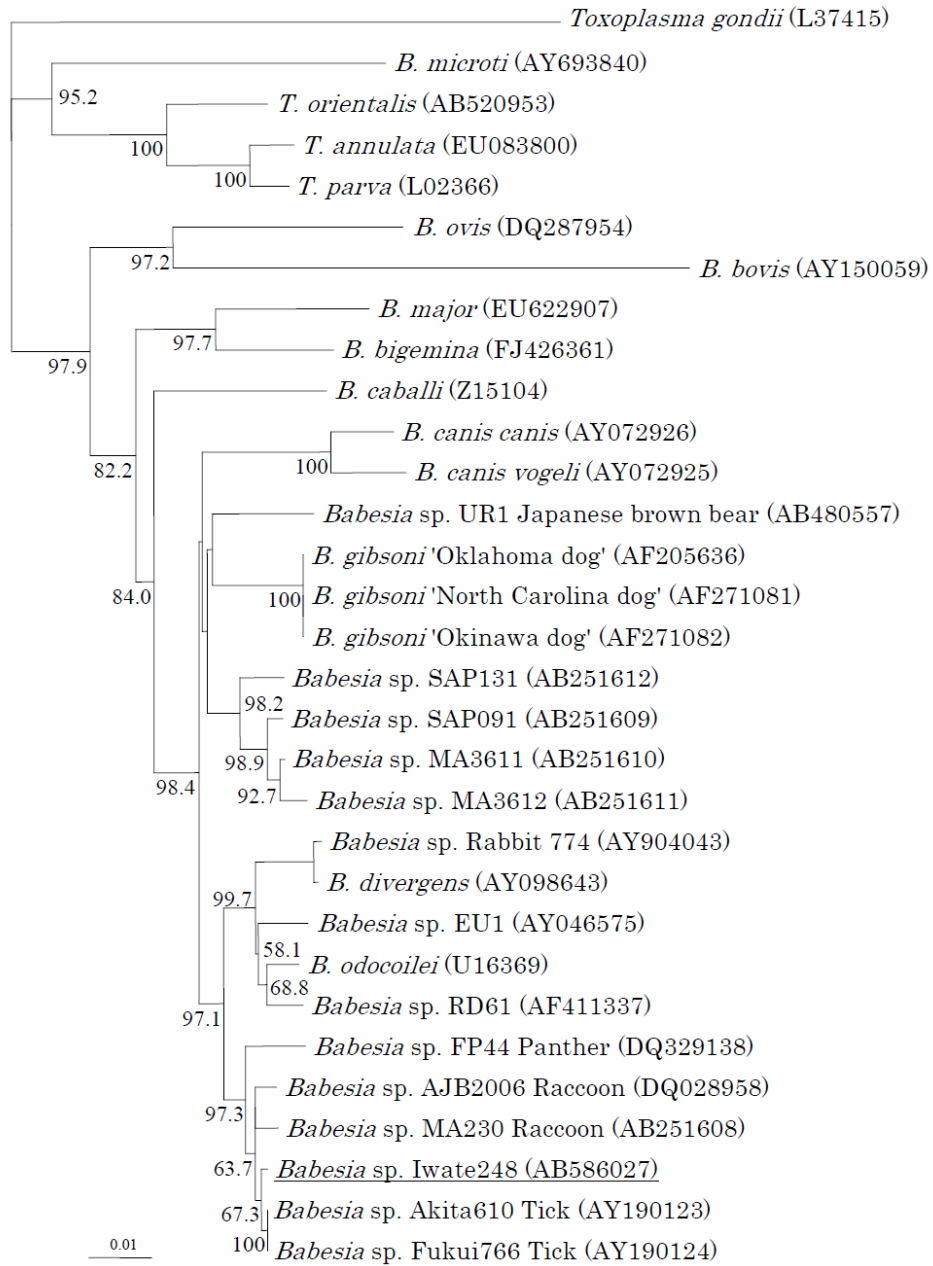 Toxoplasma gondii (L37415)
B. microti (AY693840)
95.2
T. orientalis (AB520953)
100
T. annulata (EU083800)
100
T. parva (L02366)
B. ovis (DQ287954)
97.2
B. bovis (AY150059)
B. major (EU622907)
97.7
B. bigemina (FJ426361)
97.9
B. caballi (Z15104)
B. canis canis (AY072926)
82.2
100
B. canis vogeli (AY072925)
Babesia sp. UR1 Japanese brown bear (AB480557)
B. gibsoni 'Oklahoma dog' (AF205636)
84.0
100
B. gibsoni 'North Carolina dog' (AF271081)
B. gibsoni 'Okinawa dog' (AF271082)
Babesia sp. SAP131 (AB251612)
98.2
Babesia sp. SAP091 (AB251609)
98.9
Babesia sp. MA3611 (AB251610)
98.4
92.7
Babesia sp. MA3612 (AB251611)
Babesia sp. Rabbit 774 (AY904043)
B. divergens (AY098643)
99.7
Babesia sp. EU1 (AY046575)
58.1
B. odocoilei (U16369)
68.8
Babesia sp. RD61 (AF411337)
97.1
Babesia sp. FP44 Panther (DQ329138)
Babesia sp. AJB2006 Raccoon (DQ028958)
97.3
Babesia sp. MA230 Raccoon (AB251608)
63.7
Babesia sp. Iwate248 (AB586027)
67.3
Babesia sp. Akita610 Tick (AY190123)
100
Babesia sp. Fukui766 Tick (AY190124)
0.01